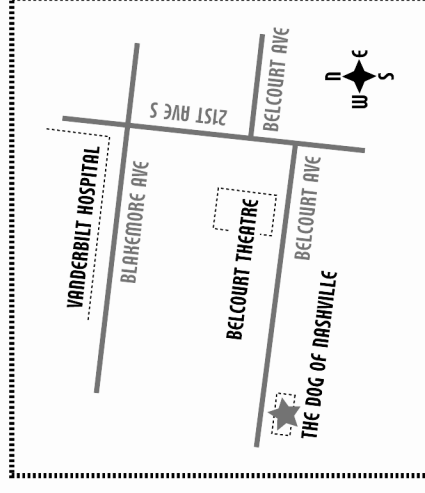 BELCOURT AVE
21ST AVE S
n
e
s
w
VANDERBILT HOSPITAL
BLAKEMORE AVE
BELCOURT THEATRE
BELCOURT AVE
THE DOG OF NASHVILLE